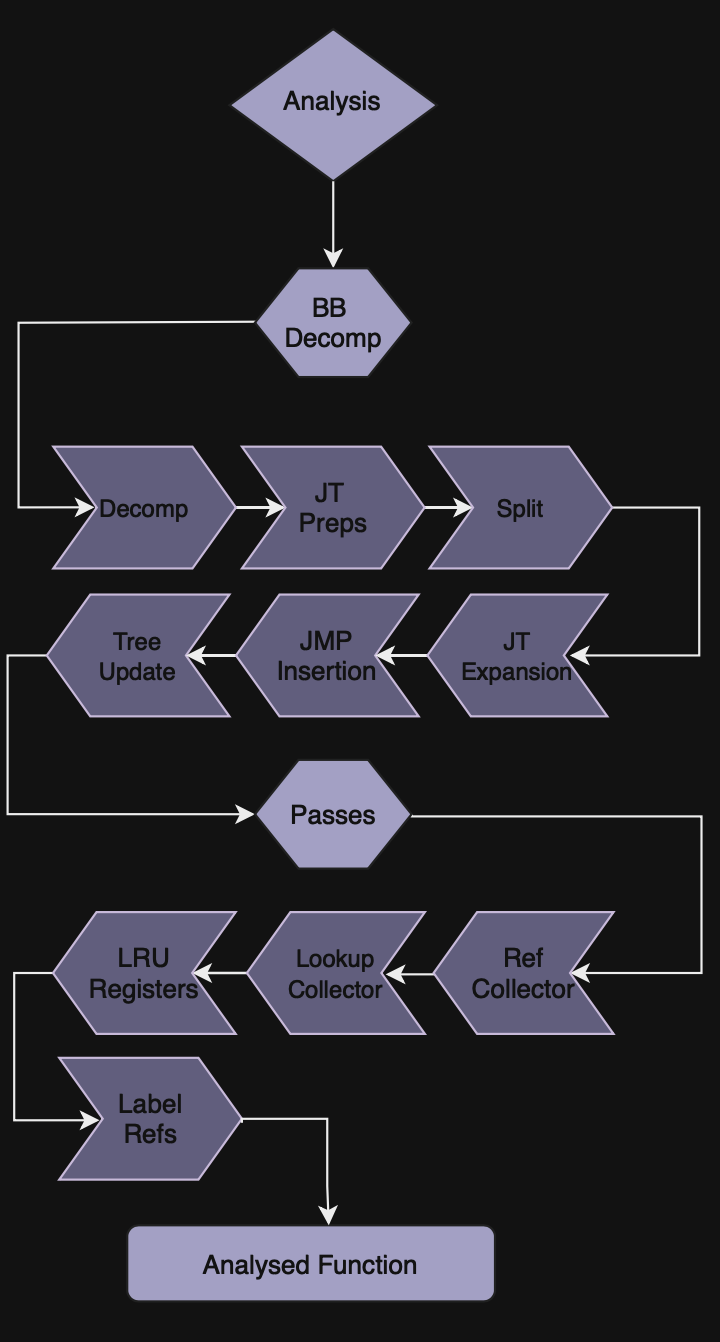 Analysis
BB
Decomp
Decomp
JT
Preps
Split
Tree
Update
JMP
Insertion
JT
Expansion
Passes
LRU
Registers
Lookup
Collector
Ref
Collector
Label
Refs
Analysed Function